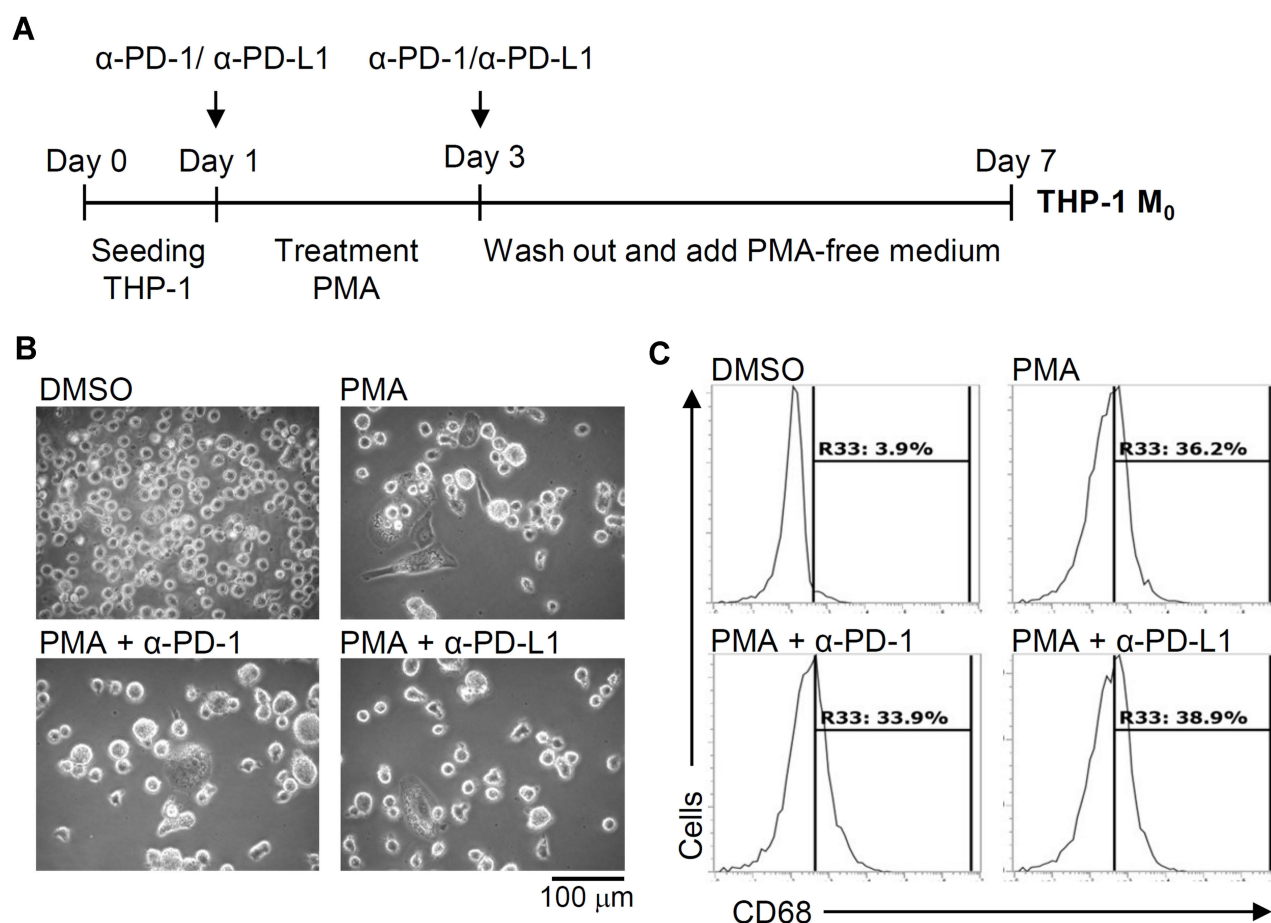 A
α-PD-1/ α-PD-L1 α-PD-1/α-PD-L1
Day 0 Day 1 Day 3 Day 7
THP-1 M₀
Seeding THP-1
Treatment PMA
Wash out and add PMA-free medium
B
DMSO PMA
PMA + α-PD-1 PMA + α-PD-L1
100 μm
C
DMSO PMA
R33: 3.9% R33: 36.2%
PMA + α-PD-1 PMA + α-PD-L1
R33: 33.9% R33: 38.9%
Cells
CD68